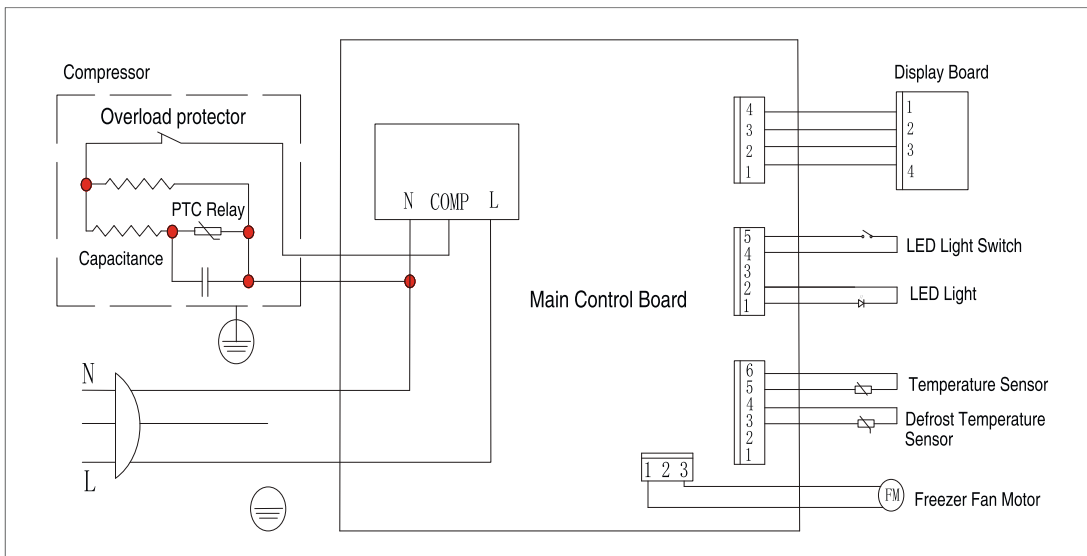 Compressor
Overload protector
PTC Relay
Capacitance
N COMP L
Main Control Board
N
L
4
3
2
1
Display Board
1
2
3
4
5
4
3
2
1
LED Light Switch
LED Light
6
5
4
3
2
1
Temperature Sensor
Defrost Temperature
Sensor
1 2 3
FM
Freezer Fan Motor